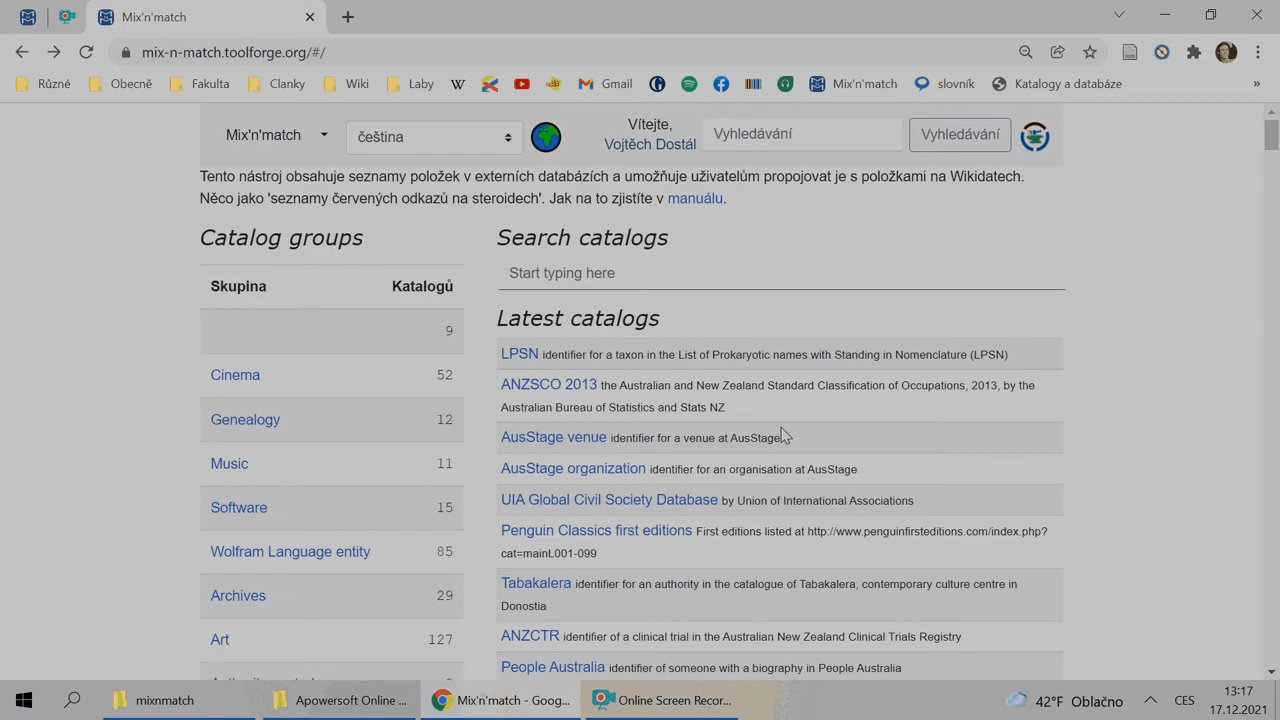 Mix'n'match
mix-n-match.toolforge.org/#/
Různé
Obecně
Fakulta
Clanky
Wiki
Laby
Gmail
Mix'n'match
slovník
Katalogy a databáze
»
Mix'n'match
čeština
Vítejte,
Vojtěch Dostál
Vyhledávání
Vyhledávání
Tento nástroj obsahuje seznamy položek v externích databázích a umožňuje uživatelům propojovat je s položkami na Wikidatech.
Něco jako 'seznamy červených odkazů na steroidech'. Jak na to zjistíte v manuálu.
Catalog groups
Skupina Katalogů
9
Cinema 52
Genealogy 12
Music 11
Software 15
Wolfram Language entity 85
Archives 29
Art 127
Search catalogs
Start typing here
Latest catalogs
LPSN identifier for a taxon in the List of Prokaryotic names with Standing in Nomenclature (LPSN)
ANZSCO 2013 the Australian and New Zealand Standard Classification of Occupations, 2013, by the
Australian Bureau of Statistics and Stats NZ
AusStage venue identifier for a venue at AusStage
AusStage organization identifier for an organisation at AusStage
UIA Global Civil Society Database by Union of International Associations
Penguin Classics first editions First editions listed at http://www.penguinfirsteditions.com/index.php?
cat=mainL001-099
Tabakalera identifier for an authority in the catalogue of Tabakalera, contemporary culture centre in
Donostia
ANZCTR identifier of a clinical trial in the Australian New Zealand Clinical Trials Registry
People Australia identifier of someone with a biography in People Australia
mixnmatch
Apowersoft Online ...
Mix'n'match - Goog...
Online Screen Recor...
42°F Oblačno
CES
13:17
17.12.2021